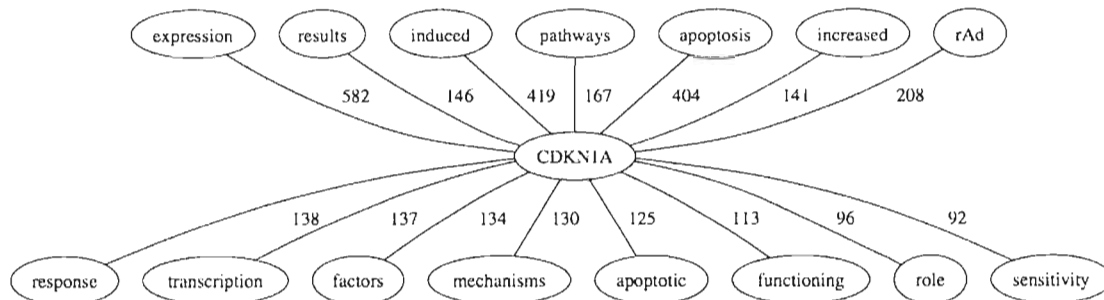 expression results induced pathways apoptosis increased rAd
582 146 419 167 404 141 208
CDKN1A
138 137 134 130 125 113 96 92
response transcription factors mechanisms apoptotic functioning role sensitivity